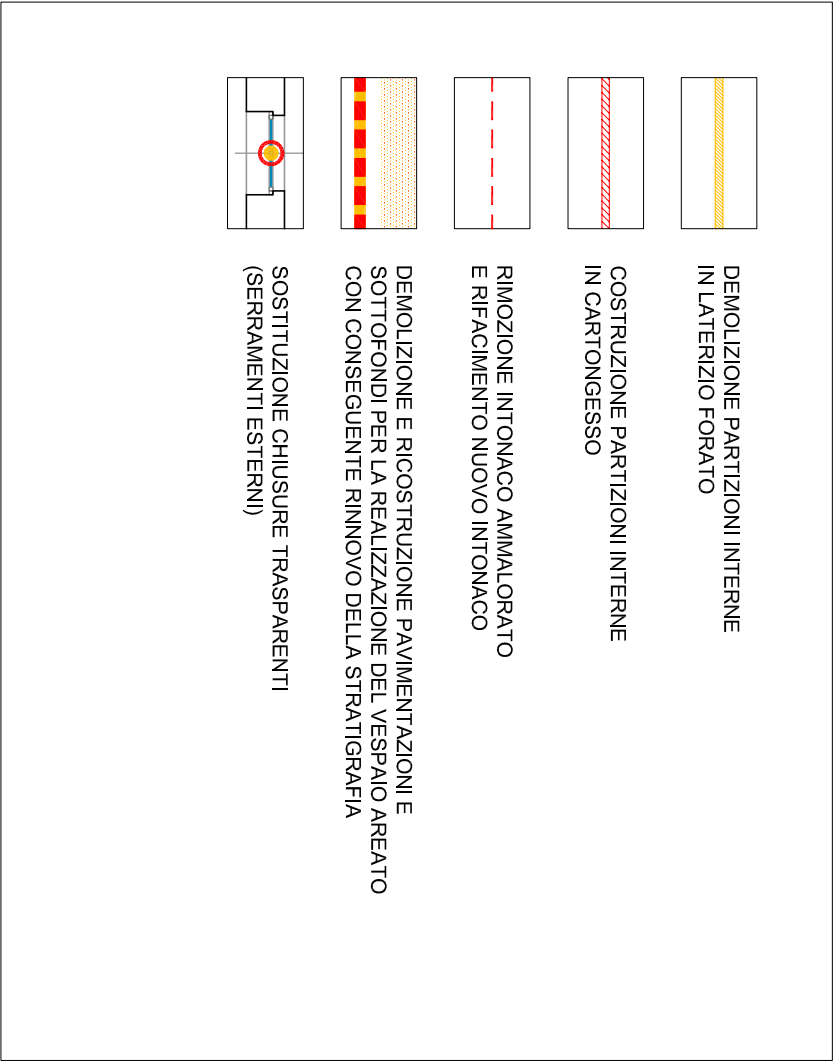 DEMOLIZIONE PARTIZIONI INTERNE
IN LATERIZIO FORATO
COSTRUZIONE PARTIZIONI INTERNE
IN CARTONGESSO
RIMOZIONE INTONACO AMMALORATO
E RIFACIMENTO NUOVO INTONACO
DEMOLIZIONE E RICOSTRUZIONE PAVIMENTAZIONI E
SOTTOFONDI PER LA REALIZZAZIONE DEL VESPAIO AREATO
CON CONSEGUENTE RINNOVO DELLA STRATIGRAFIA
SOSTITUZIONE CHIUSURE TRASPARENTI
(SERRAMENTI ESTERNI)